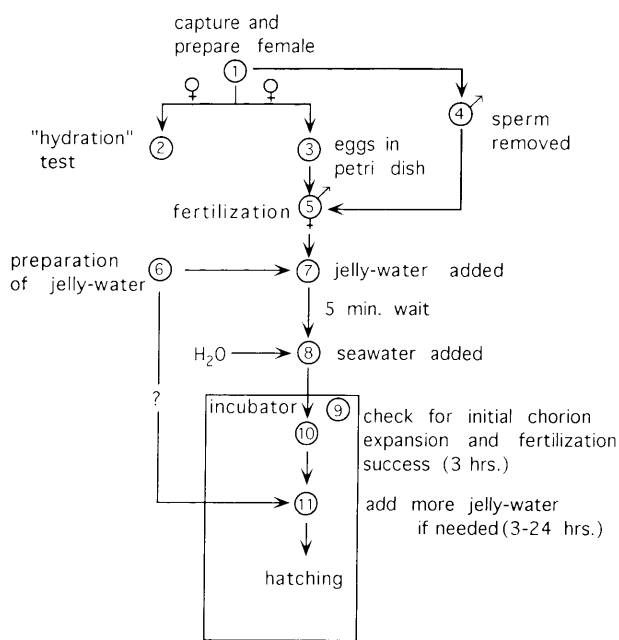 capture and
prepare female
1
♀ ♀
4
sperm
removed
"hydration"
test
2
3
eggs in
petri dish
fertilization
5
preparation
of jelly-water
6
7
jelly-water added
5 min. wait
H₂O
8
seawater added
?
incubator
9
10
check for initial chorion
expansion and fertilization
success (3 hrs.)
11
add more jelly-water
if needed (3-24 hrs.)
hatching